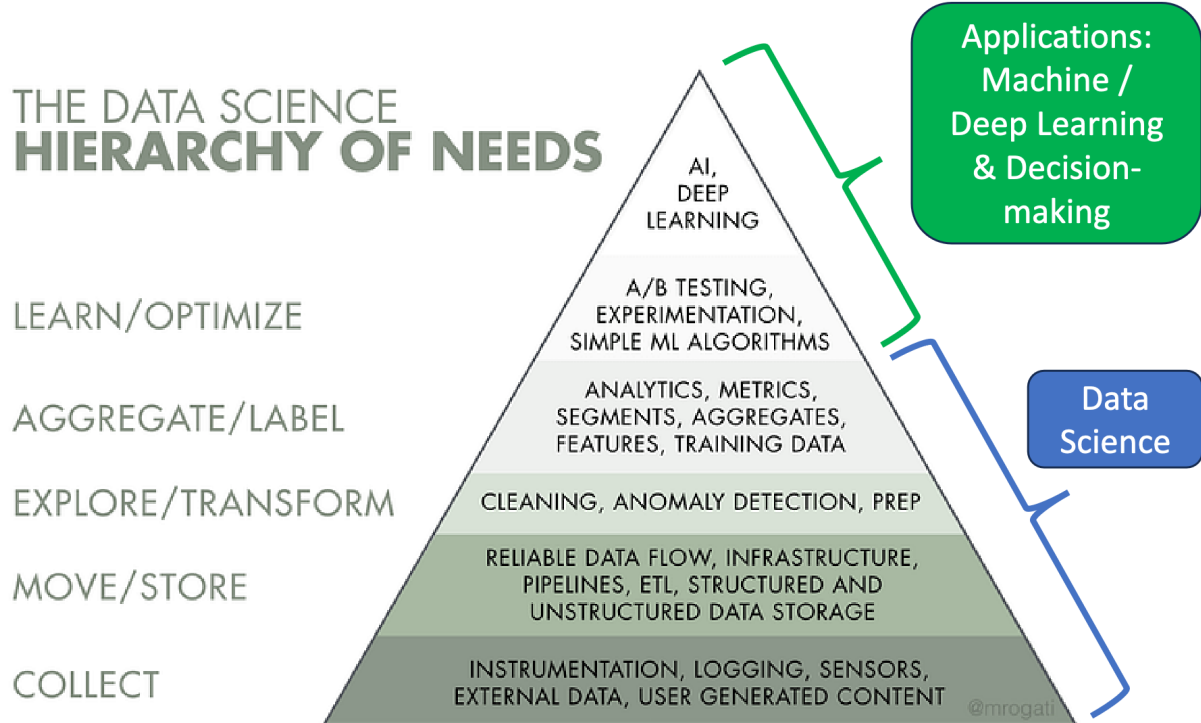 THE DATA SCIENCE
HIERARCHY OF NEEDS
Applications:
Machine /
Deep Learning
& Decision-
making
AI,
DEEP
LEARNING
LEARN/OPTIMIZE
A/B TESTING,
EXPERIMENTATION,
SIMPLE ML ALGORITHMS
AGGREGATE/LABEL
ANALYTICS, METRICS,
SEGMENTS, AGGREGATES,
FEATURES, TRAINING DATA
Data
Science
EXPLORE/TRANSFORM
CLEANING, ANOMALY DETECTION, PREP
MOVE/STORE
RELIABLE DATA FLOW, INFRASTRUCTURE,
PIPELINES, ETL, STRUCTURED AND
UNSTRUCTURED DATA STORAGE
COLLECT
INSTRUMENTATION, LOGGING, SENSORS,
EXTERNAL DATA, USER GENERATED CONTENT
@mrogati